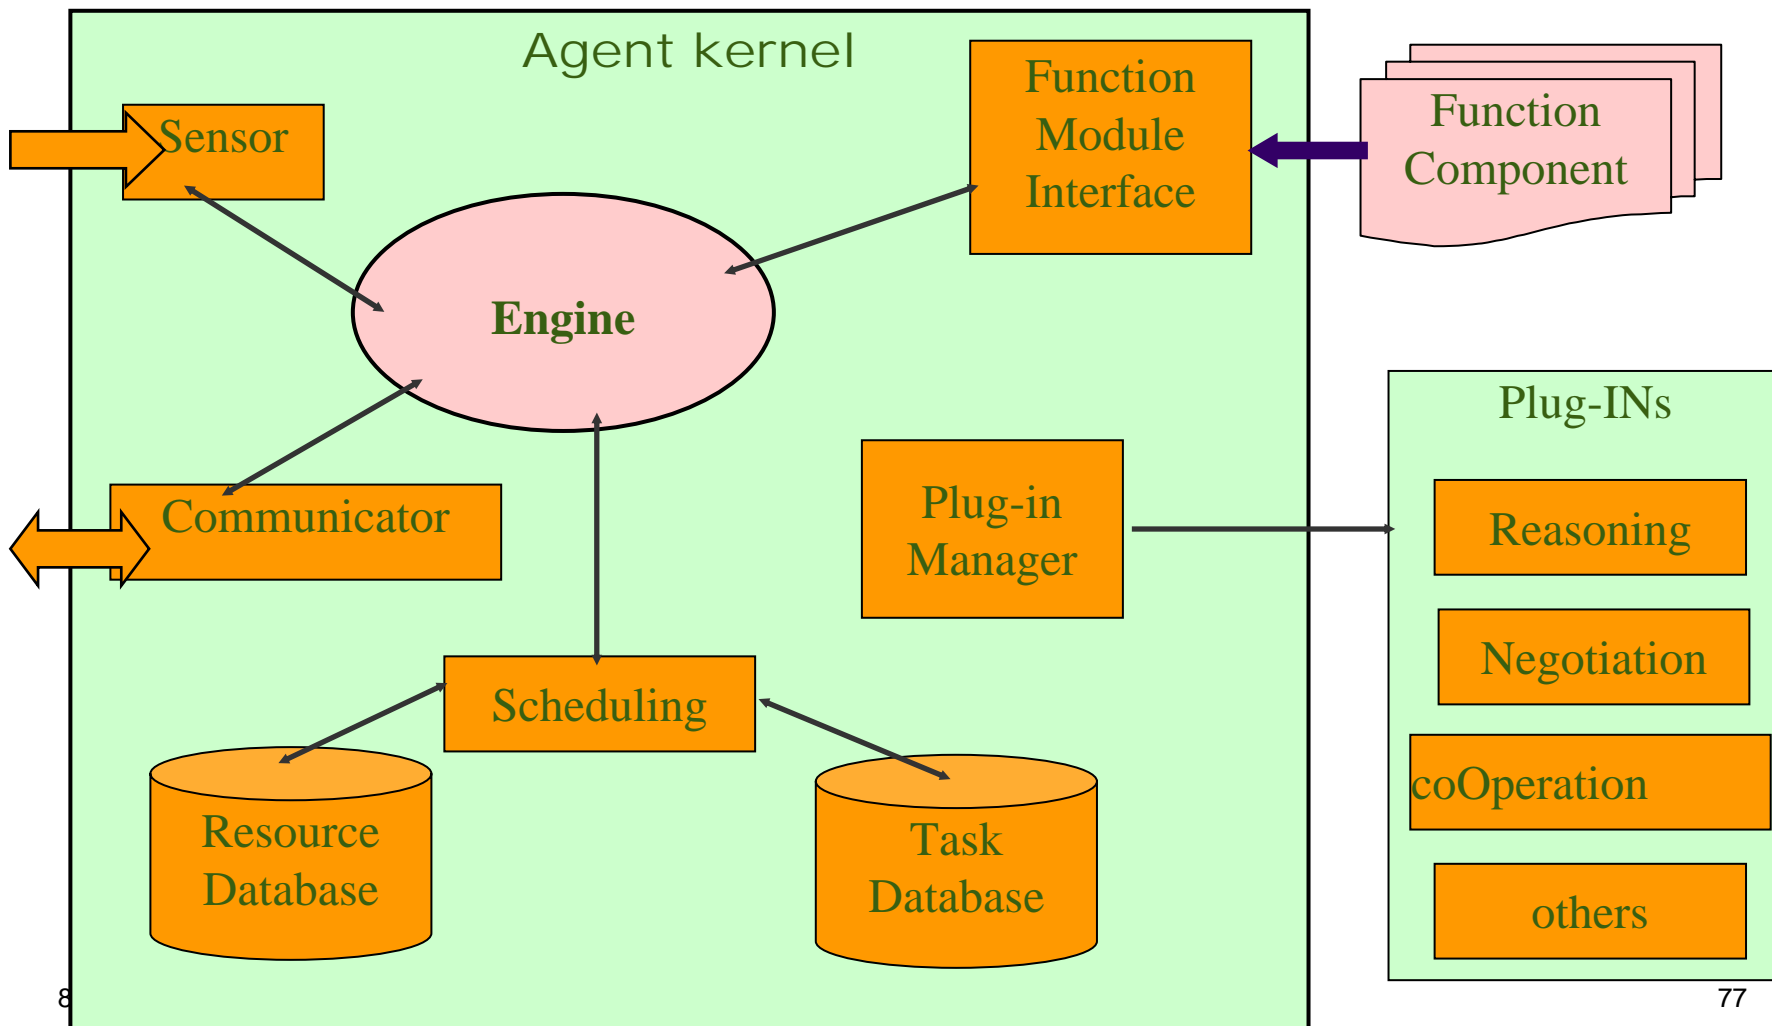 Agent kernel
Sensor
Function
Module
Interface
Function
Component
Engine
Communicator
Plug-in
Manager
Scheduling
Resource
Database
Task
Database
Plug-INs
Reasoning
Negotiation
coOperation
others
8
77